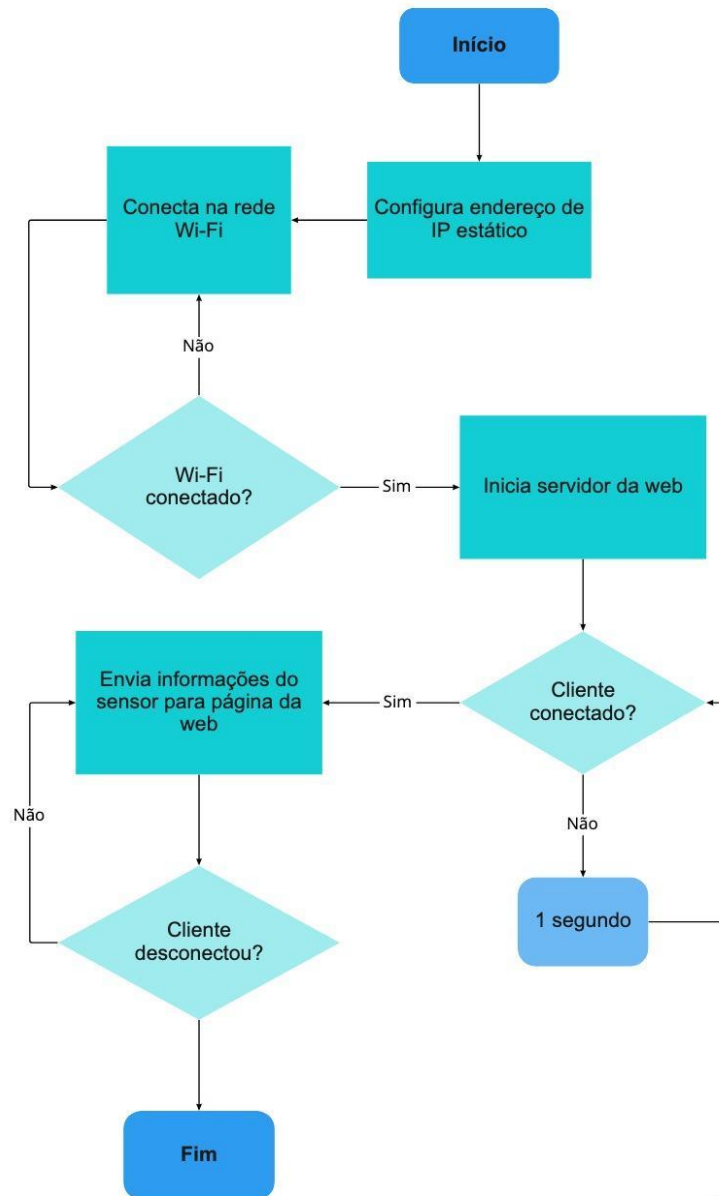 Início
Configura endereço de
IP estático
Conecta na rede
Wi-Fi
Não
Wi-Fi
conectado?
Sim
Inicia servidor da web
Cliente
conectado?
Sim
Não
1 segundo
Envia informações do
sensor para página da
web
Não
Cliente
desconectou?
Fim